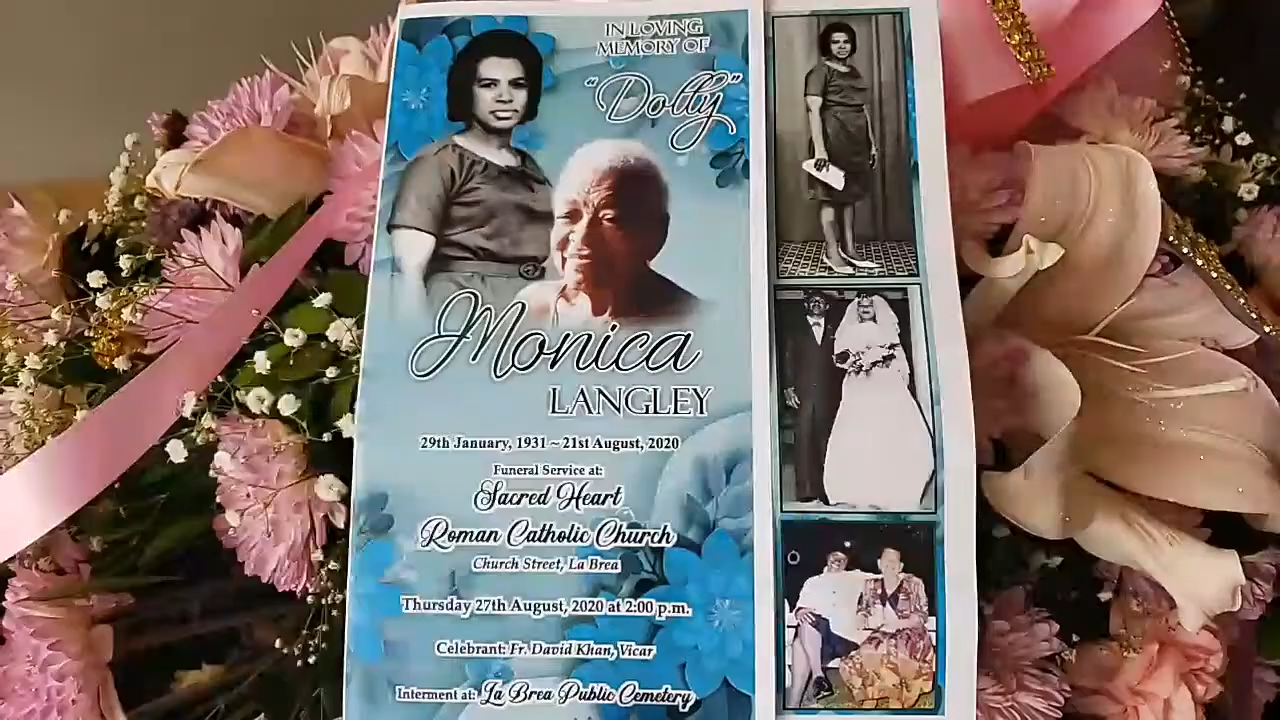 IN LOVING
MEMORY OF
"Dolly"
Monica
LANGLEY
29th January, 1931 ~ 21st August, 2020
Funeral Service at:
Sacred Heart
Roman Catholic Church
Church Street, La Brea
Thursday 27th August, 2020 at 2:00 p.m.
Celebrant: Fr. David Khan, Vicar
Interment at: La Brea Public Cemetery